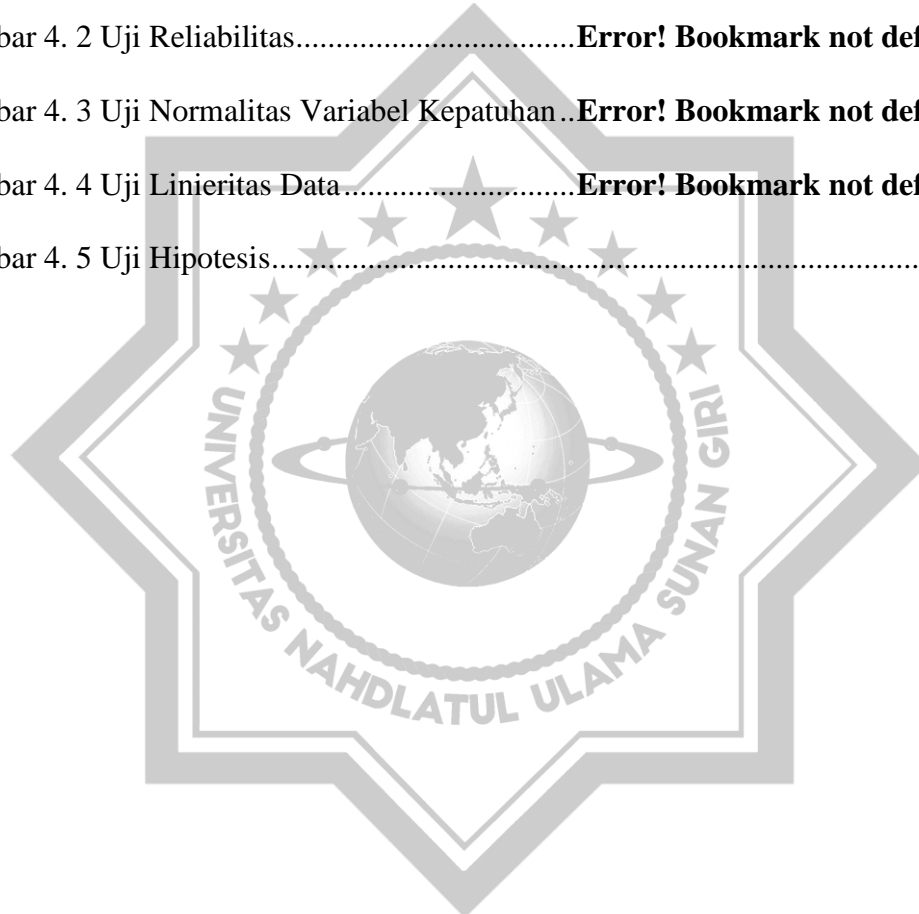 bar 4. 2 Uji Reliabilitas..................................Error! Bookmark not def
bar 4. 3 Uji Normalitas Variabel Kepatuhan..Error! Bookmark not def
bar 4. 4 Uji Linieritas Data............................Error! Bookmark not def
bar 4. 5 Uji Hipotesis................................................................................
UNIVERSITAS NAHDLATUL ULAMA SUNAN GIRI